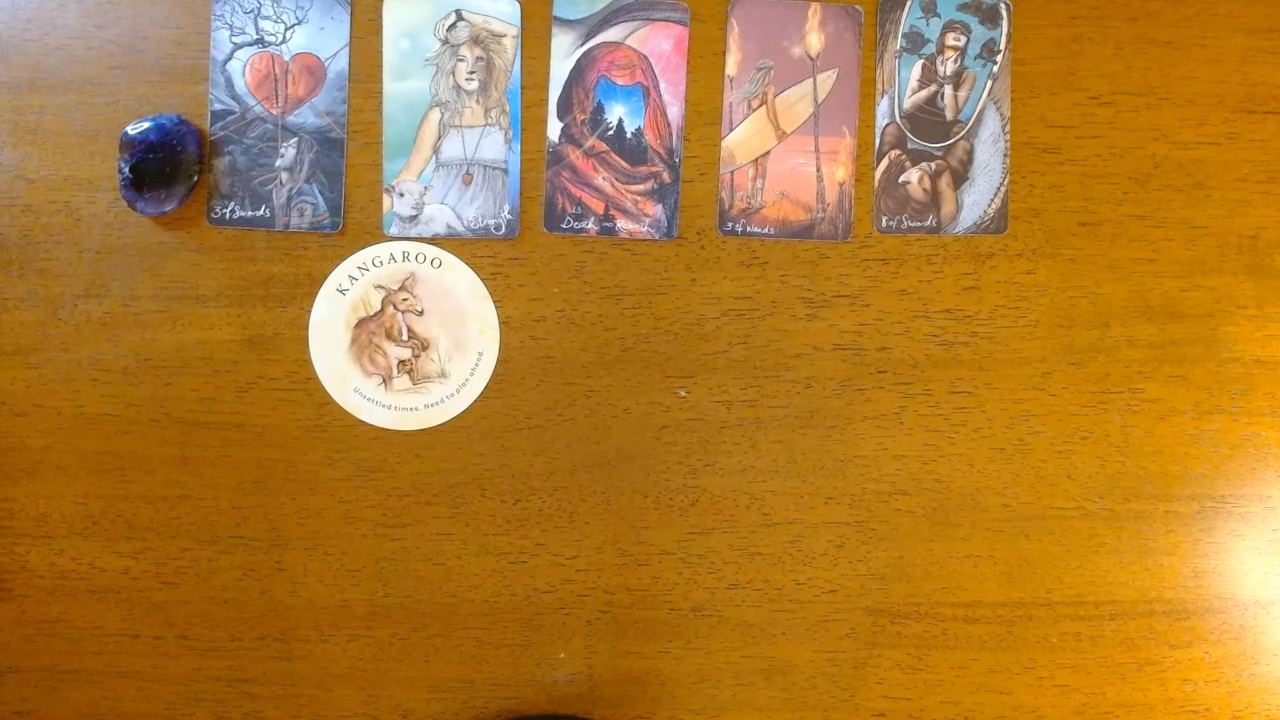 3 of Swords
Strength
13.
Death ∞ Rebirth
3 of Wands
8 of Swords
KANGAROO
Unsettled times. Need to plan ahead.